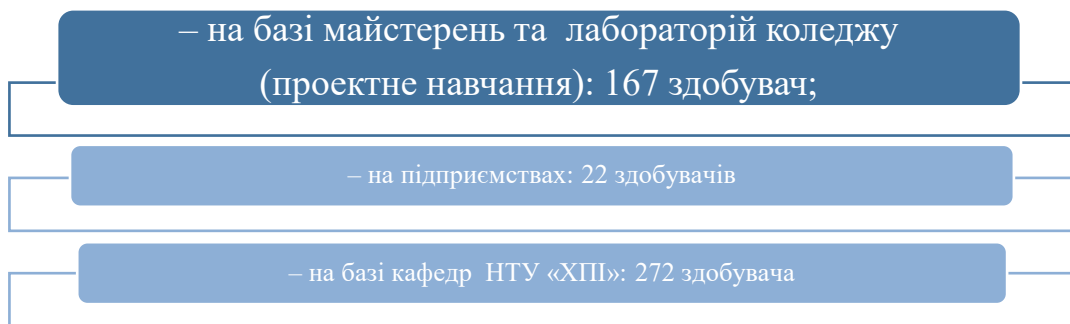 – на базі майстерень та лабораторій коледжу
(проектне навчання): 167 здобувач;
– на підприємствах: 22 здобувачів
– на базі кафедр НТУ «ХПІ»: 272 здобувача